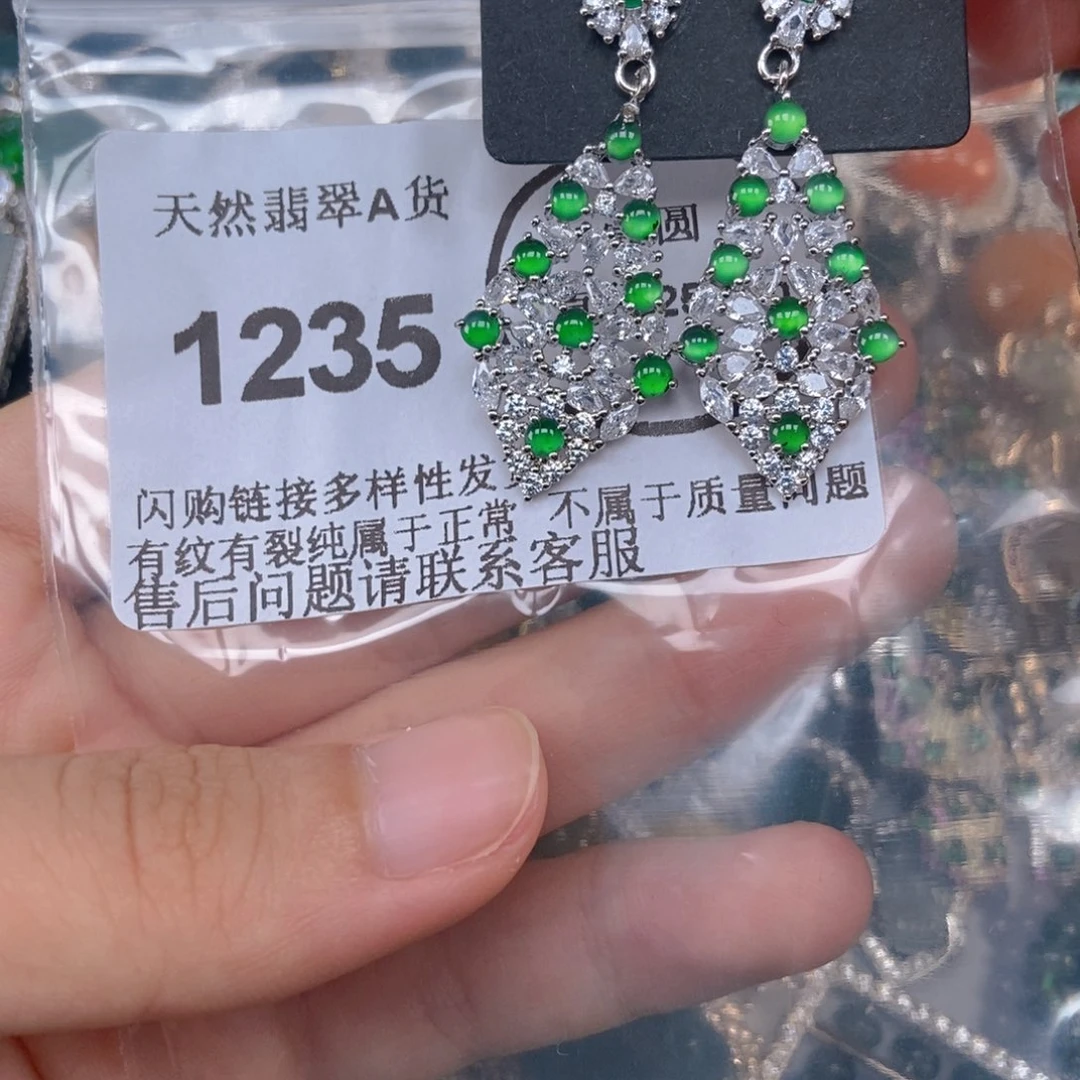 天然翡翠A货
圆
1235
25
闪购链接多样性发 不属于质量问题
有纹有裂纯属于正常
售后问题请联系客服